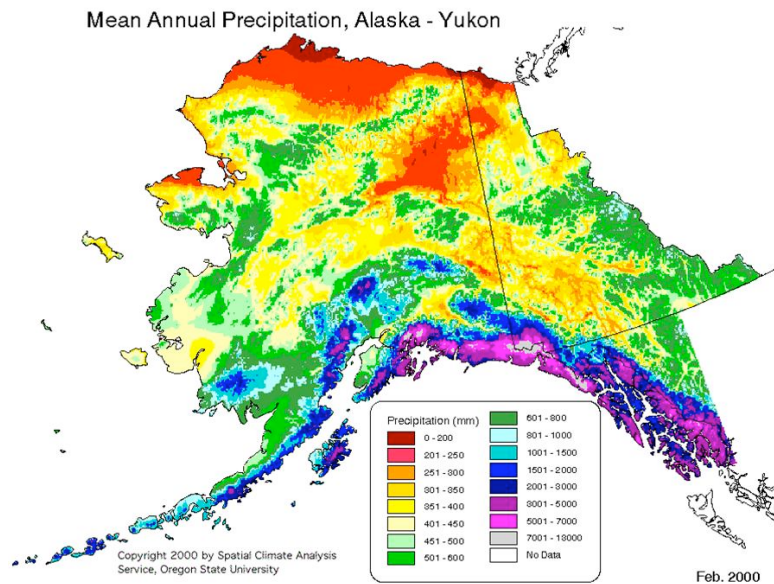 Mean Annual Precipitation, Alaska - Yukon
Precipitation (mm)
0 - 200
201 - 250
251 - 300
301 - 350
351 - 400
401 - 450
451 - 500
501 - 600
601 - 800
801 - 1000
1001 - 1500
1501 - 2000
2001 - 3000
3001 - 5000
5001 - 7000
7001 - 13000
No Data
Copyright 2000 by Spatial Climate Analysis
Service, Oregon State University
Feb. 2000